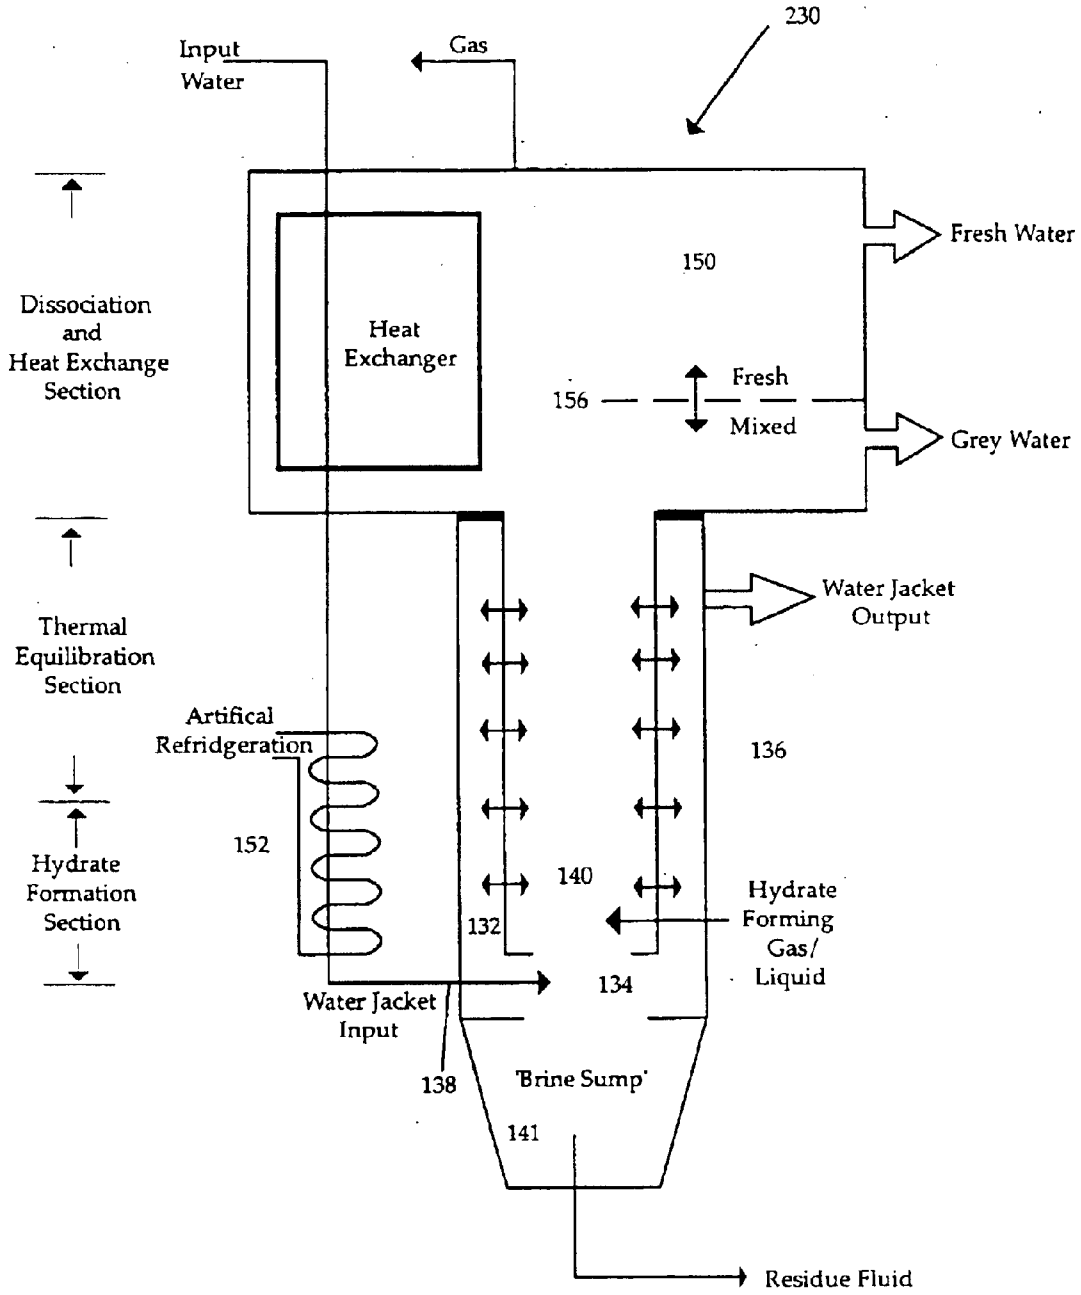 230
Input
Water
Gas
Fresh Water
150
Dissociation
and
Heat Exchange
Section
Heat
Exchanger
156
Fresh
Mixed
Grey Water
Water Jacket
Output
Thermal
Equilibration
Section
Artifical
Refridgeration
136
152
Hydrate
Formation
Section
140
132
Hydrate
Forming
Gas/
Liquid
134
Water Jacket
Input
138
'Brine Sump'
141
Residue Fluid